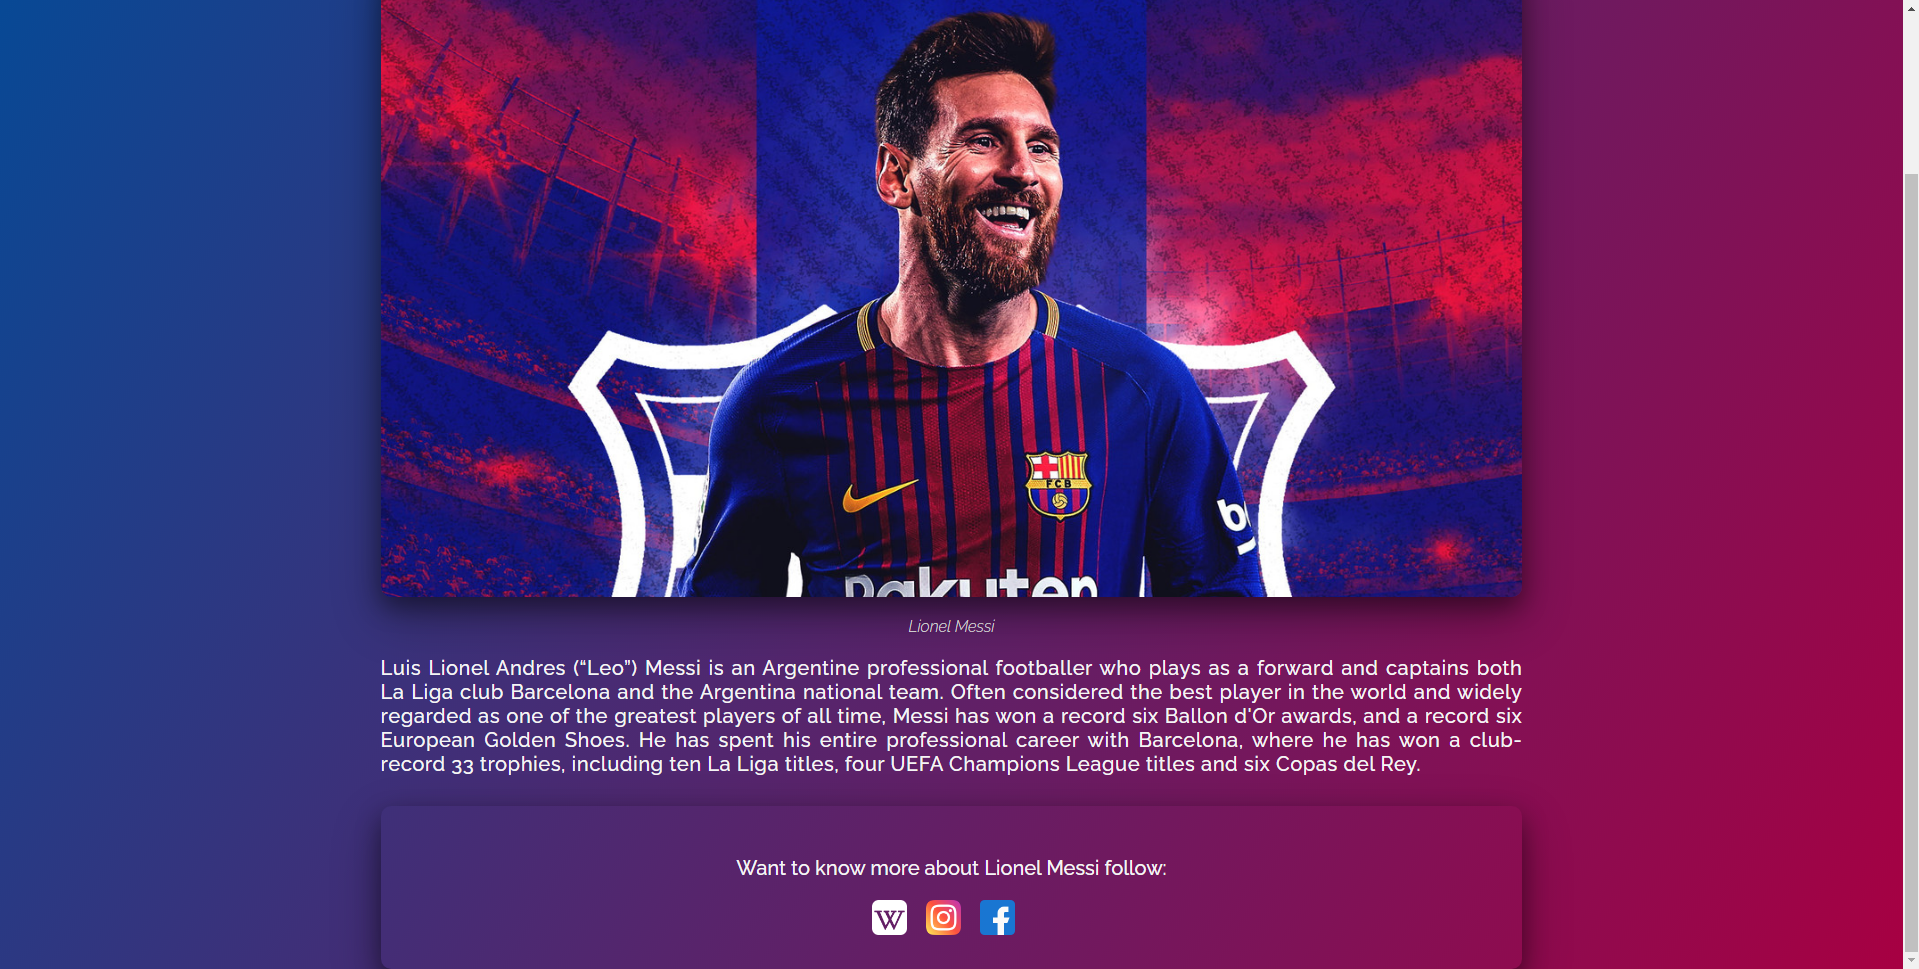 FCB
b
Rakuten
Lionel Messi
Luis Lionel Andres (“Leo”) Messi is an Argentine professional footballer who plays as a forward and captains both
La Liga club Barcelona and the Argentina national team. Often considered the best player in the world and widely
regarded as one of the greatest players of all time, Messi has won a record six Ballon d'Or awards, and a record six
European Golden Shoes. He has spent his entire professional career with Barcelona, where he has won a club-
record 33 trophies, including ten La Liga titles, four UEFA Champions League titles and six Copas del Rey.
Want to know more about Lionel Messi follow:
W